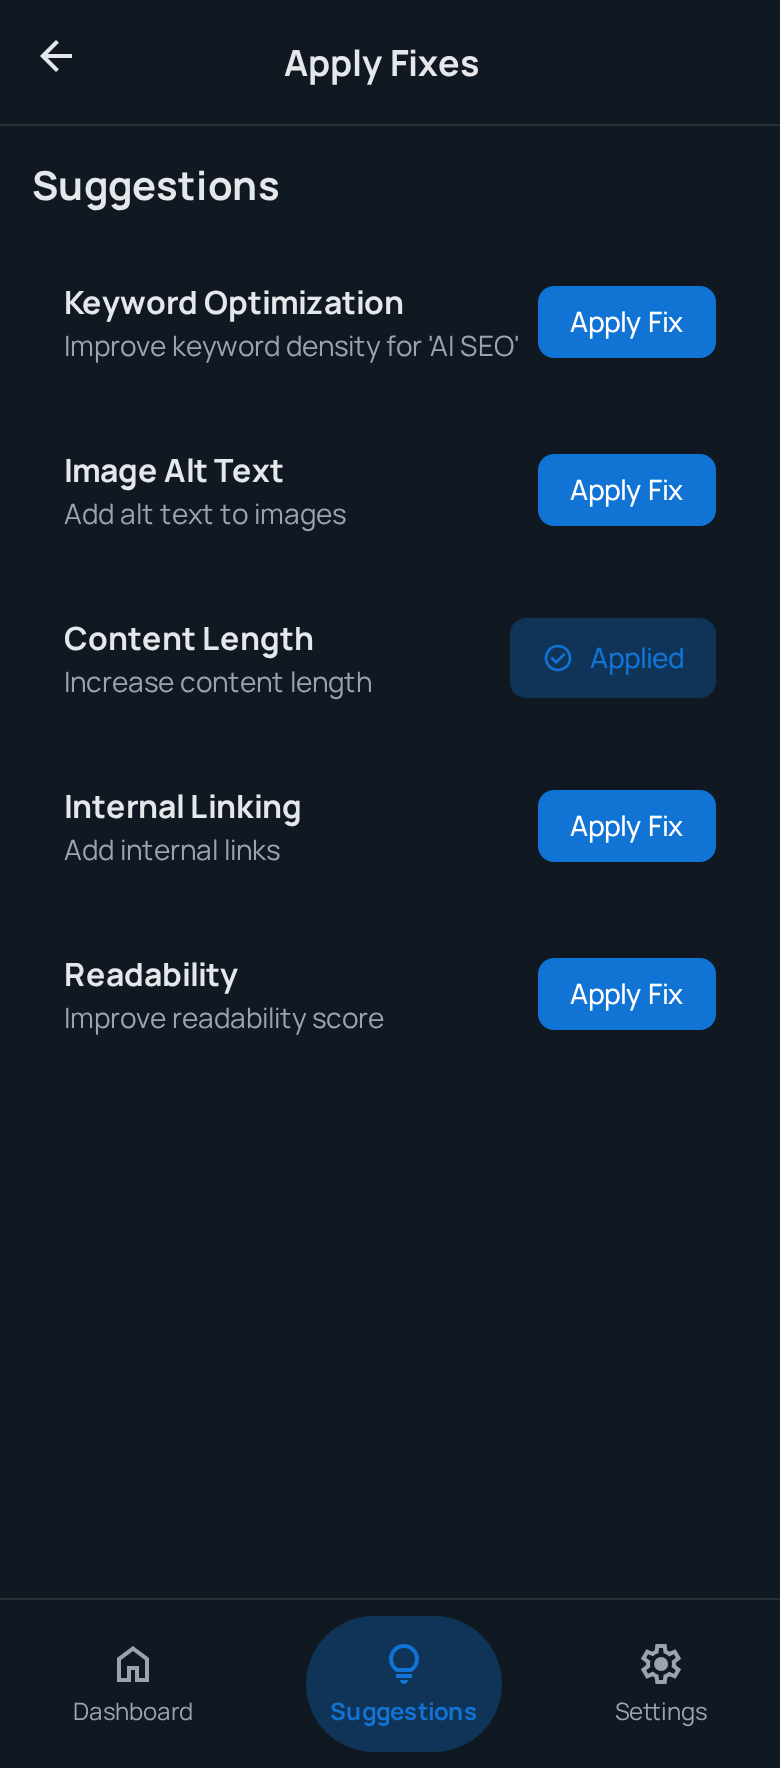 Apply Fixes
Suggestions
Keyword Optimization
Improve keyword density for 'AI SEO'
Apply Fix
Image Alt Text
Add alt text to images
Apply Fix
Content Length
Increase content length
Applied
Internal Linking
Add internal links
Apply Fix
Readability
Improve readability score
Apply Fix
Dashboard
Suggestions
Settings